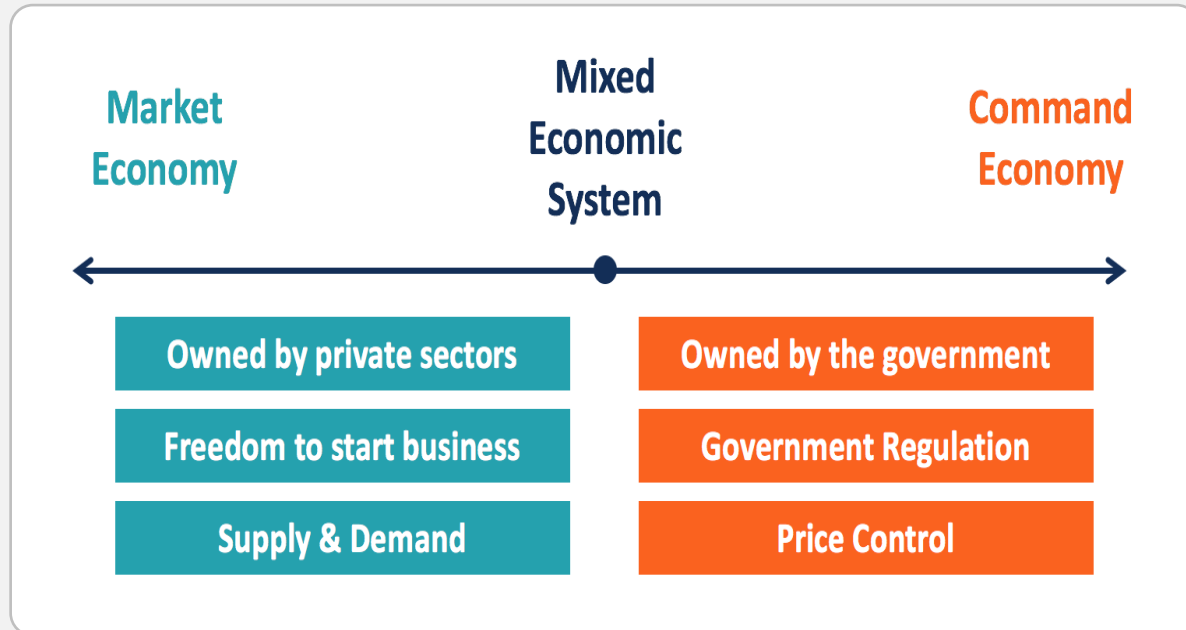 Market
Economy
Mixed
Economic
System
Command
Economy
Owned by private sectors
Owned by the government
Freedom to start business
Government Regulation
Supply & Demand
Price Control